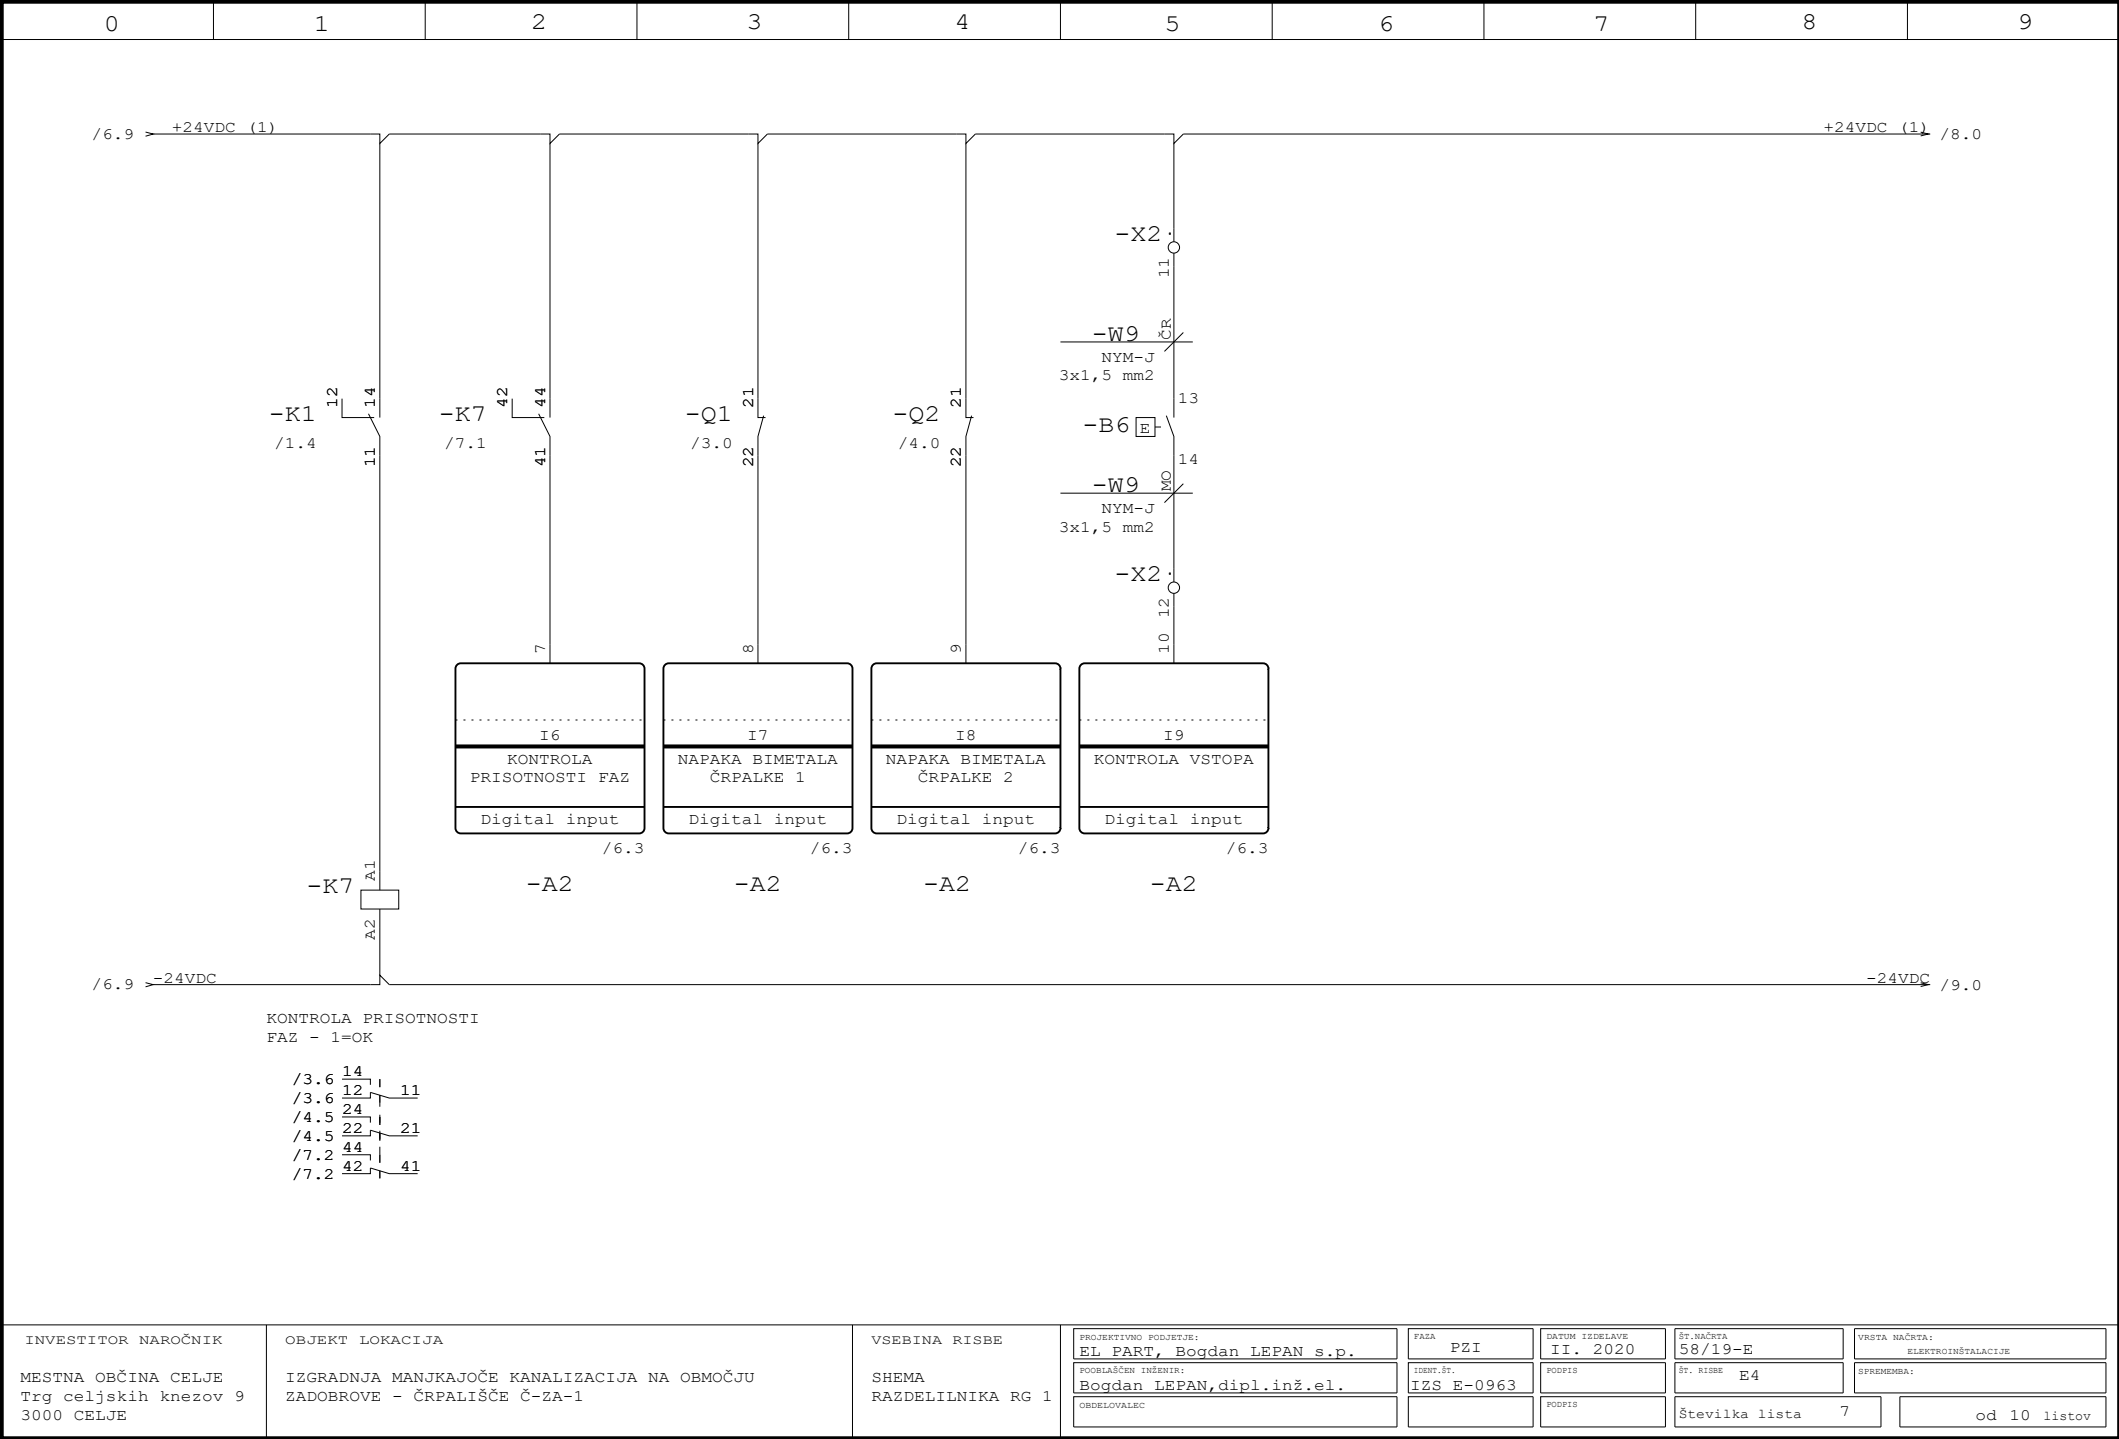 0 1 2 3 4 5 6 7 8 9
/6.9 +24VDC (1) +24VDC (1) /8.0
-X2
11
-W9 ČR
NYM-J
3x1,5 mm2
12 14 42 44 21 21 13
-K1 -K7 -Q1 -Q2 -B6 E
/1.4 /7.1 /3.0 /4.0
11 41 22 22 14
-W9 MO
NYM-J
3x1,5 mm2
-X2
12
7 8 9 10
I6 I7 I8 I9
KONTROLA NAPAKA BIMETALA NAPAKA BIMETALA KONTROLA VSTOPA
PRISOTNOSTI FAZ ČRPALKE 1 ČRPALKE 2
Digital input Digital input Digital input Digital input
/6.3 /6.3 /6.3 /6.3
A1
-K7 -A2 -A2 -A2 -A2
A2
/6.9 -24VDC -24VDC /9.0
KONTROLA PRISOTNOSTI
FAZ - 1=OK
/3.6 14
/3.6 12 11
/4.5 24
/4.5 22 21
/7.2 44
/7.2 42 41
INVESTITOR NAROČNIK
MESTNA OBČINA CELJE
Trg celjskih knezov 9
3000 CELJE
OBJEKT LOKACIJA
IZGRADNJA MANJKAJOČE KANALIZACIJA NA OBMOČJU
ZADOBROVE - ČRPALIŠČE Č-ZA-1
VSEBINA RISBE
SHEMA
RAZDELILNIKA RG 1
PROJEKTIVNO PODJETJE:
EL PART, Bogdan LEPAN s.p.
POOBLAŠČEN INŽENIR:
Bogdan LEPAN,dipl.inž.el.
OBDELOVALEC
FAZA
PZI
IDENT.ŠT.
IZS E-0963
DATUM IZDELAVE
II. 2020
PODPIS
PODPIS
ŠT.NAČRTA
58/19-E
ŠT. RISBE E4
Številka lista 7
VRSTA NAČRTA:
ELEKTROINŠTALACIJE
SPREMEMBA:
od 10 listov